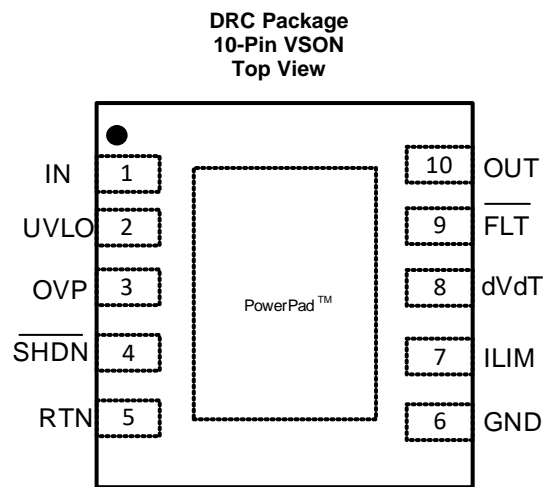 DRC Package
10-Pin VSON
Top View
IN 1
UVLO 2
OVP 3
SHDN 4
RTN 5
PowerPad™
10 OUT
9 FLT
8 dVdT
7 ILIM
6 GND